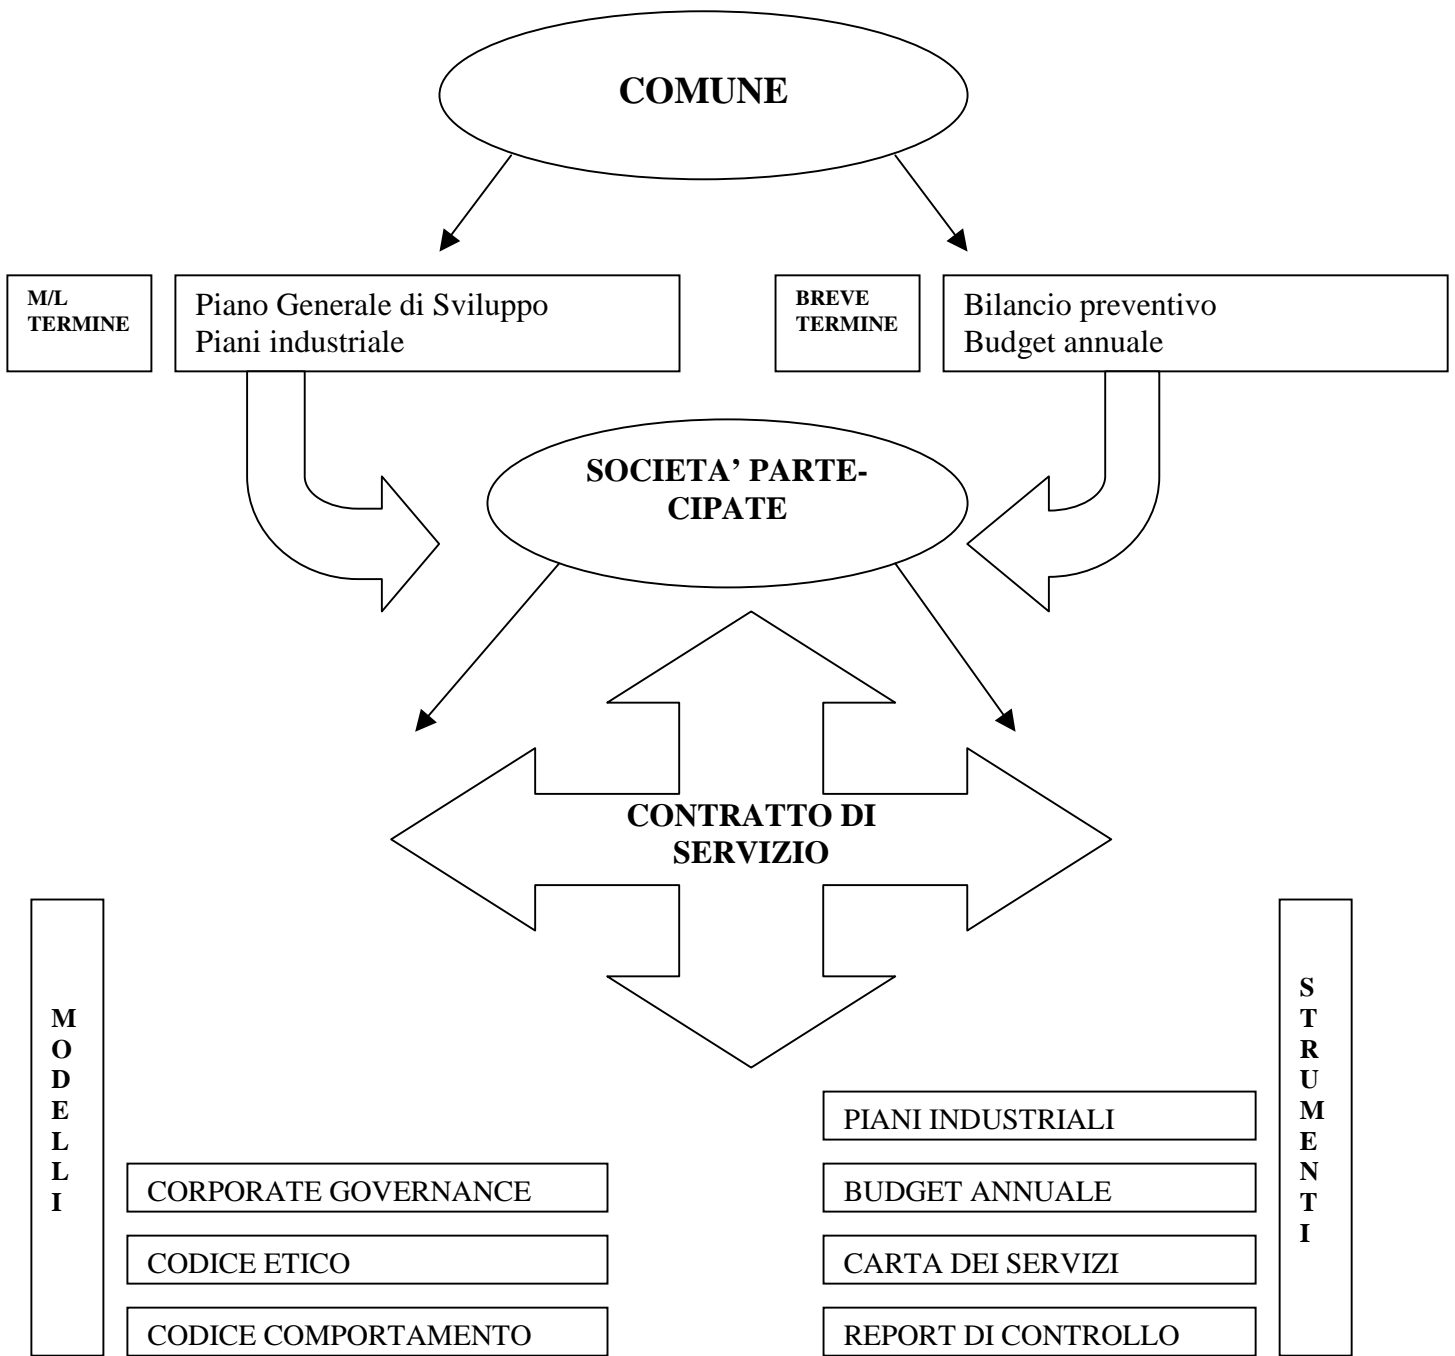 COMUNE
M/L
TERMINE
Piano Generale di Sviluppo
Piani industriale
BREVE
TERMINE
Bilancio preventivo
Budget annuale
SOCIETA’ PARTE-
CIPATE
CONTRATTO DI
SERVIZIO
M
O
D
E
L
L
I
CORPORATE GOVERNANCE
CODICE ETICO
CODICE COMPORTAMENTO
PIANI INDUSTRIALI
BUDGET ANNUALE
CARTA DEI SERVIZI
REPORT DI CONTROLLO
S
T
R
U
M
E
N
T
I